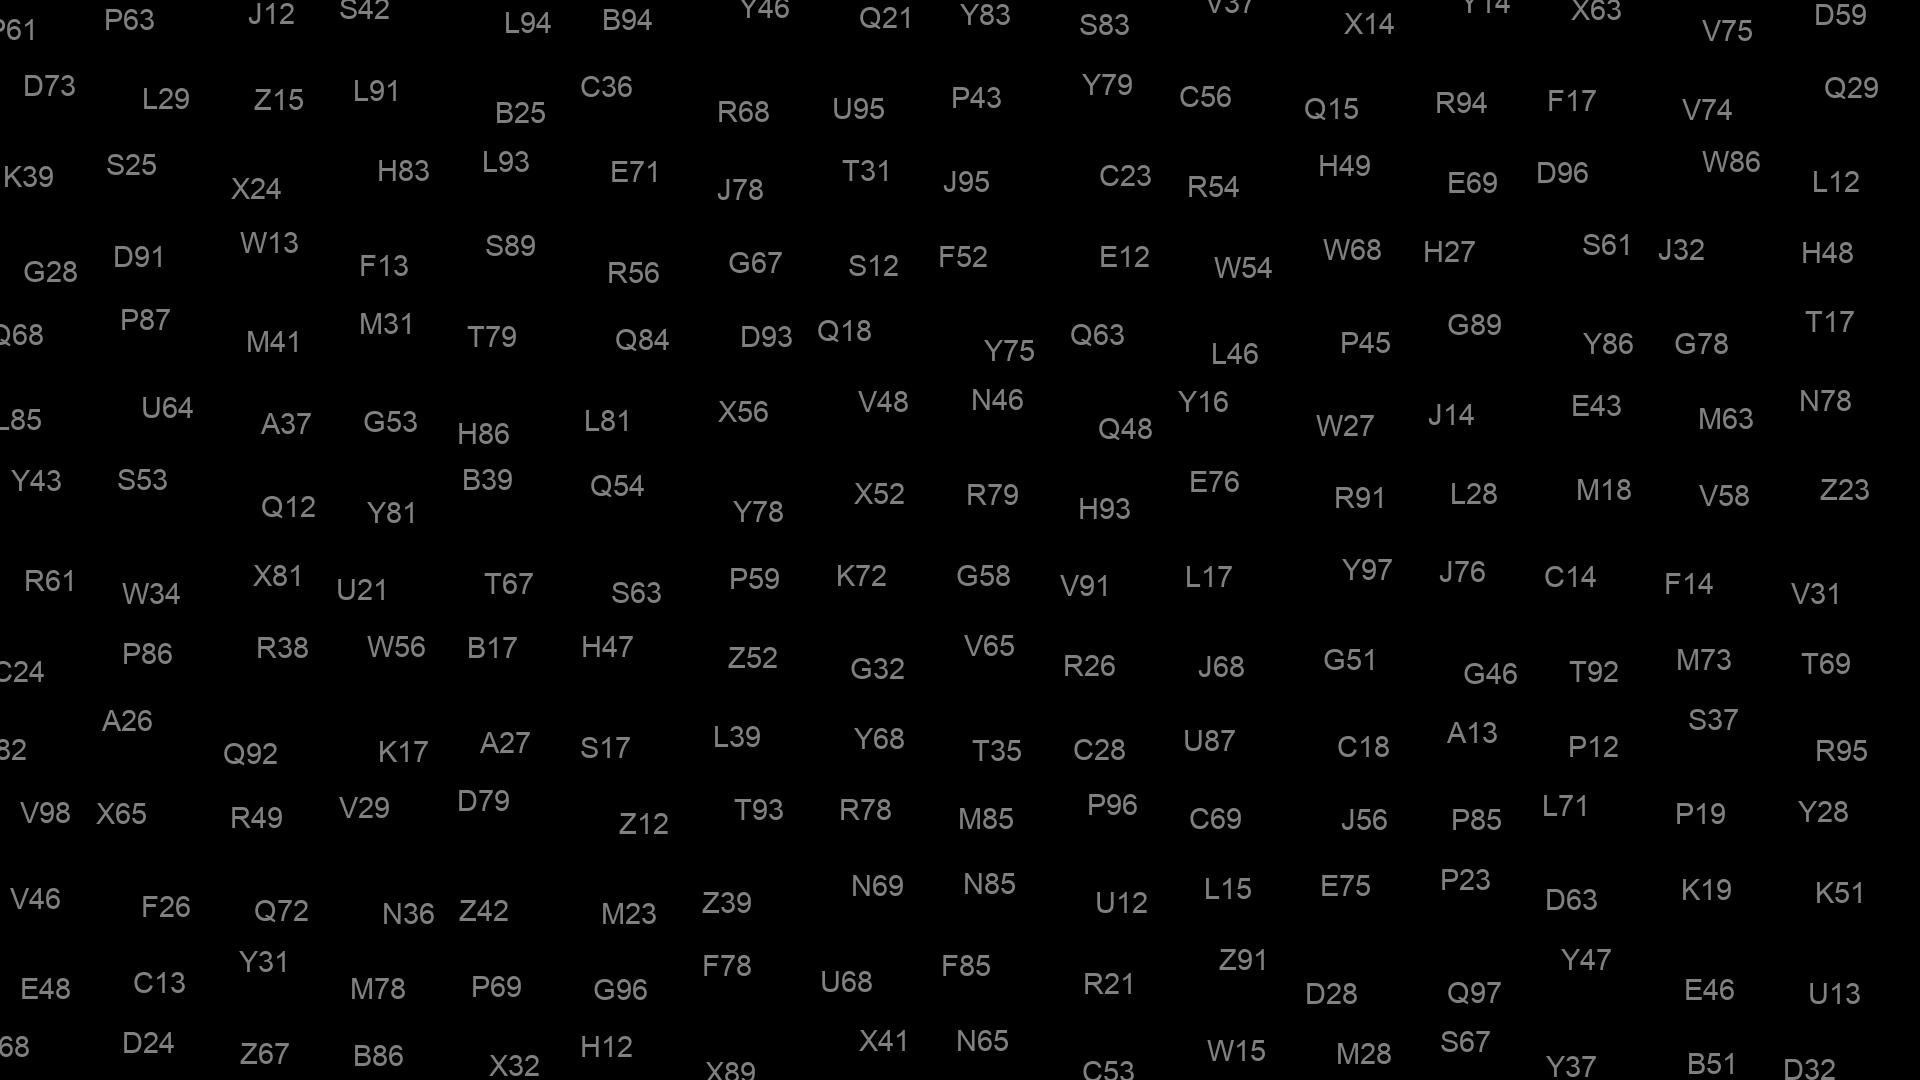 P61 P63 J12 S42 L94 B94 Y46 Q21 Y83 S83 V37 X14 Y14 X63 V75 D59
D73 L29 Z15 L91 B25 C36 R68 U95 P43 Y79 C56 Q15 R94 F17 V74 Q29
K39 S25 X24 H83 L93 E71 J78 T31 J95 C23 R54 H49 E69 D96 W86 L12
G28 D91 W13 F13 S89 R56 G67 S12 F52 E12 W54 W68 H27 S61 J32 H48
Q68 P87 M41 M31 T79 Q84 D93 Q18 Y75 Q63 L46 P45 G89 Y86 G78 T17
L85 U64 A37 G53 H86 L81 X56 V48 N46 Q48 Y16 W27 J14 E43 M63 N78
Y43 S53 Q12 Y81 B39 Q54 Y78 X52 R79 H93 E76 R91 L28 M18 V58 Z23
R61 W34 X81 U21 T67 S63 P59 K72 G58 V91 L17 Y97 J76 C14 F14 V31
C24 P86 R38 W56 B17 H47 Z52 G32 V65 R26 J68 G51 G46 T92 M73 T69
82 A26 Q92 K17 A27 S17 L39 Y68 T35 C28 U87 C18 A13 P12 S37 R95
V98 X65 R49 V29 D79 Z12 T93 R78 M85 P96 C69 J56 P85 L71 P19 Y28
V46 F26 Q72 N36 Z42 M23 Z39 N69 N85 U12 L15 E75 P23 D63 K19 K51
E48 C13 Y31 M78 P69 G96 F78 U68 F85 R21 Z91 D28 Q97 Y47 E46 U13
68 D24 Z67 B86 X32 H12 X89 X41 N65 C53 W15 M28 S67 Y37 B51 D32